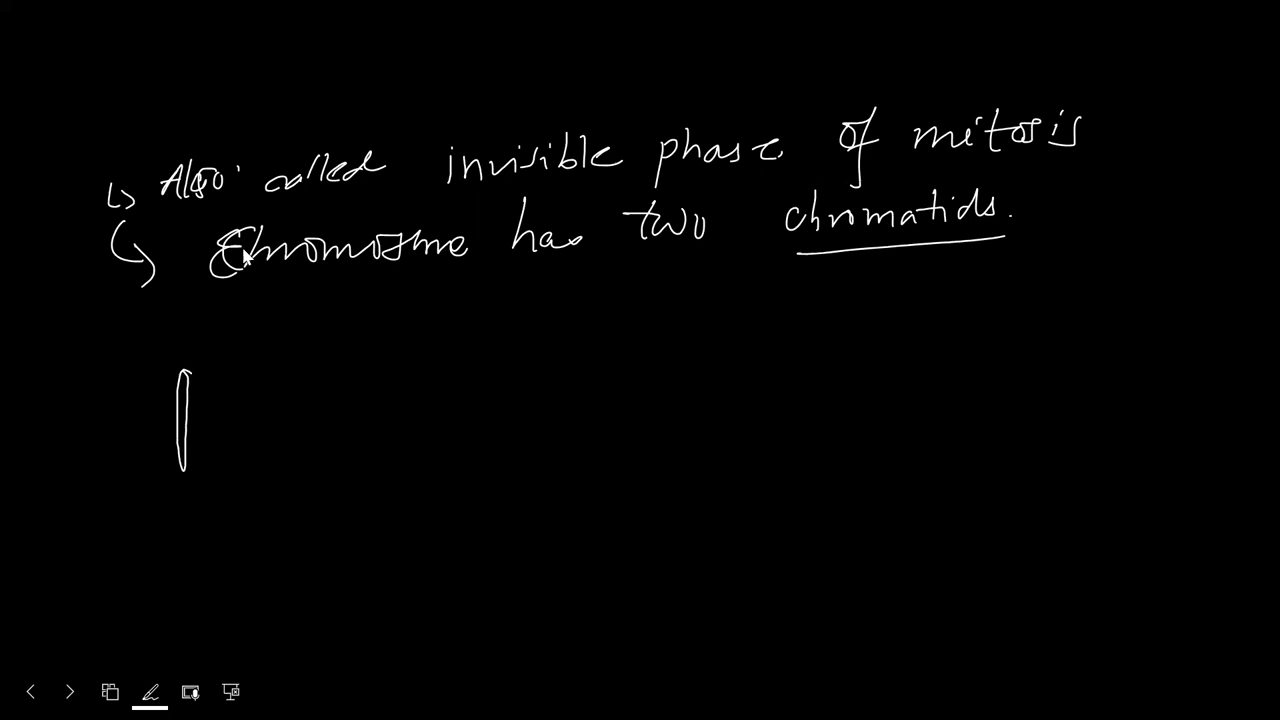 Also called invisible phase of mitosis
Chromosome has two chromatids.